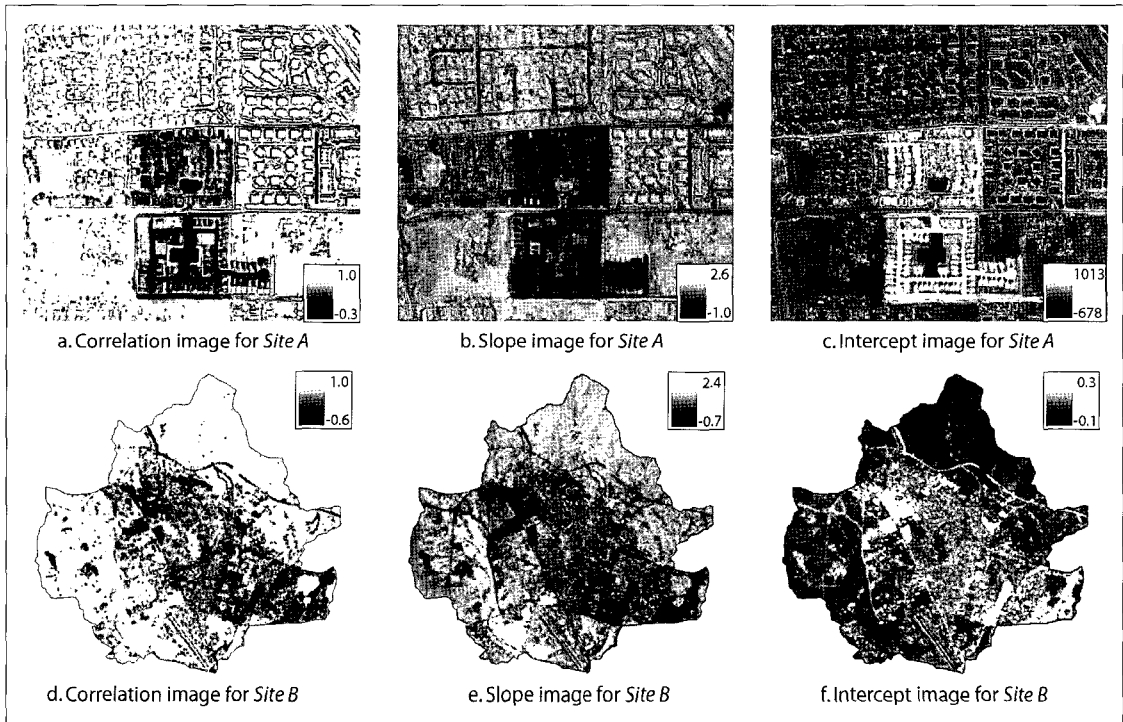 1.0
-0.3
2.6
-1.0
1013
-678
a. Correlation image for Site A
b. Slope image for Site A
c. Intercept image for Site A
1.0
-0.6
2.4
-0.7
0.3
-0.1
d. Correlation image for Site B
e. Slope image for Site B
f. Intercept image for Site B